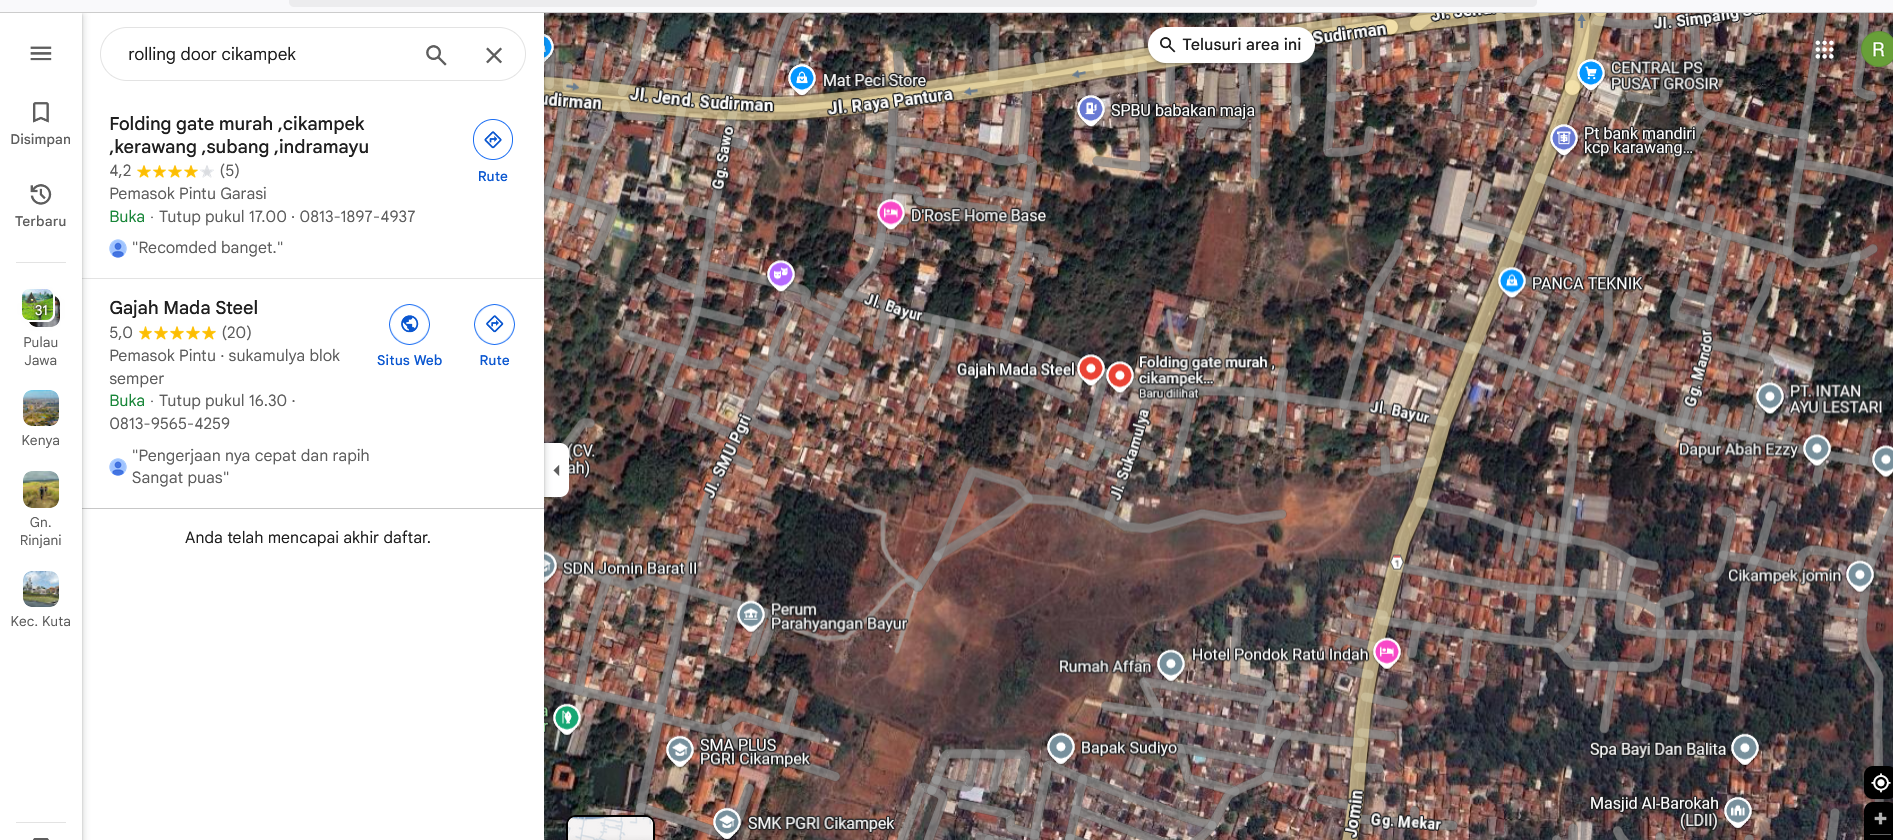 rolling door cikampek
Disimpan
Terbaru
31
Pulau
Jawa
Kenya
Gn.
Rinjani
Kec. Kuta
Folding gate murah ,cikampek
,kerawang ,subang ,indramayu
4,2 (5)
Pemasok Pintu Garasi
Buka · Tutup pukul 17.00 · 0813-1897-4937
"Recomded banget."
Rute
Gajah Mada Steel
5,0 (20)
Pemasok Pintu · sukamulya blok
semper
Buka · Tutup pukul 16.30 ·
0813-9565-4259
"Pengerjaan nya cepat dan rapih
Sangat puas"
Situs Web
Rute
Anda telah mencapai akhir daftar.
Telusuri area ini
R
Sudirman
Jl. Simpang
Mat Peci Store
Jl. Jend. Sudirman
Jl. Raya Pantura
SPBU babakan maja
CENTRAL PS
PUSAT GROSIR
Pt bank mandiri
kcp karawang...
Gg. Sawo
D'RosE Home Base
Jl. Bayur
PANCA TEKNIK
Gajah Mada Steel
Folding gate murah ,
cikampek...
Baru dilihat
Gg. Mandor
PT. INTAN
AYU LESTARI
Jl. Bayur
Jl. SMU Pgri
Jl. Sukamulya
Dapur Abah Ezzy
(CV.
ah)
SDN Jomin Barat II
1
Cikampek jomin
Perum
Parahyangan Bayur
Rumah Affan
Hotel Pondok Ratu Indah
SMA PLUS
PGRI Cikampek
Bapak Sudiyo
Spa Bayi Dan Balita
SMK PGRI Cikampek
Jomin
Gg. Mekar
Masjid Al-Barokah
(LDII)